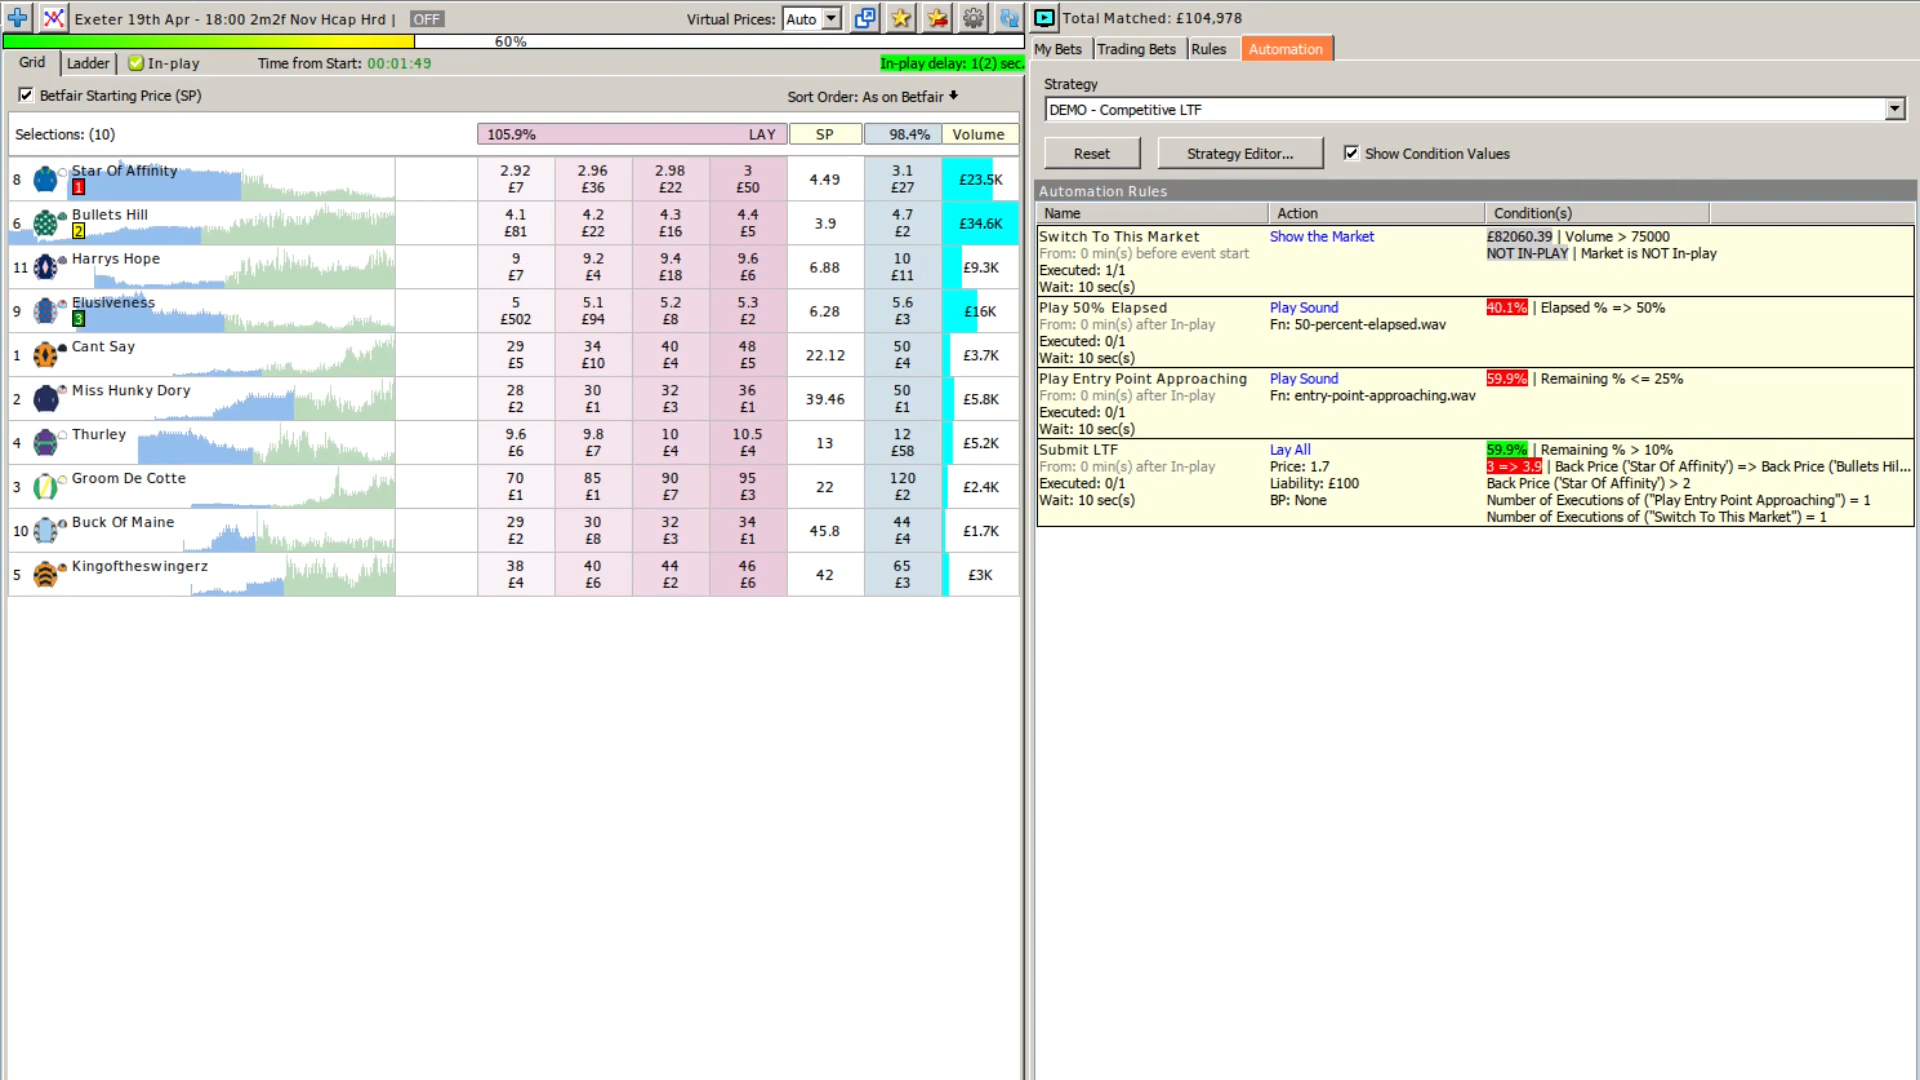 Exeter 19th Apr - 18:00 2m2f Nov Hcap Hrd | OFF Virtual Prices: Auto
60%
Grid Ladder In-play Time from Start: 00:01:49 In-play delay: 1(2) sec.
Betfair Starting Price (SP) Sort Order: As on Betfair
Selections: (10) 105.9% LAY SP 98.4% Volume
8 Star Of Affinity 2.92 2.96 2.98 3 4.49 3.1 £23.5K
1 £7 £36 £22 £50 £27
6 Bullets Hill 4.1 4.2 4.3 4.4 3.9 4.7 £34.6K
2 £81 £22 £16 £5 £2
11 Harrys Hope 9 9.2 9.4 9.6 6.88 10 £9.3K
£7 £4 £18 £6 £11
9 Elusiveness 5 5.1 5.2 5.3 6.28 5.6 £16K
3 £502 £94 £8 £2 £3
1 Cant Say 29 34 40 48 22.12 50 £3.7K
£5 £10 £4 £5 £4
2 Miss Hunky Dory 28 30 32 36 39.46 50 £5.8K
£2 £1 £3 £1 £1
4 Thurley 9.6 9.8 10 10.5 13 12 £5.2K
£6 £7 £4 £4 £58
3 Groom De Cotte 70 85 90 95 22 120 £2.4K
£1 £1 £7 £3 £2
10 Buck Of Maine 29 30 32 34 45.8 44 £1.7K
£2 £8 £3 £1 £4
5 Kingoftheswingerz 38 40 44 46 42 65 £3K
£4 £6 £2 £6 £3
Total Matched: £104,978
My Bets Trading Bets Rules Automation
Strategy
DEMO - Competitive LTF
Reset Strategy Editor... Show Condition Values
Automation Rules
Name Action Condition(s)
Switch To This Market Show the Market £82060.39 | Volume > 75000
From: 0 min(s) before event start NOT IN-PLAY | Market is NOT In-play
Executed: 1/1
Wait: 10 sec(s)
Play 50% Elapsed Play Sound 40.1% | Elapsed % => 50%
From: 0 min(s) after In-play Fn: 50-percent-elapsed.wav
Executed: 0/1
Wait: 10 sec(s)
Play Entry Point Approaching Play Sound 59.9% | Remaining % <= 25%
From: 0 min(s) after In-play Fn: entry-point-approaching.wav
Executed: 0/1
Wait: 10 sec(s)
Submit LTF Lay All 59.9% | Remaining % > 10%
From: 0 min(s) after In-play Price: 1.7 3 => 3.9 | Back Price ('Star Of Affinity') => Back Price ('Bullets Hil...
Executed: 0/1 Liability: £100 Back Price ('Star Of Affinity') > 2
Wait: 10 sec(s) BP: None Number of Executions of ("Play Entry Point Approaching") = 1
Number of Executions of ("Switch To This Market") = 1